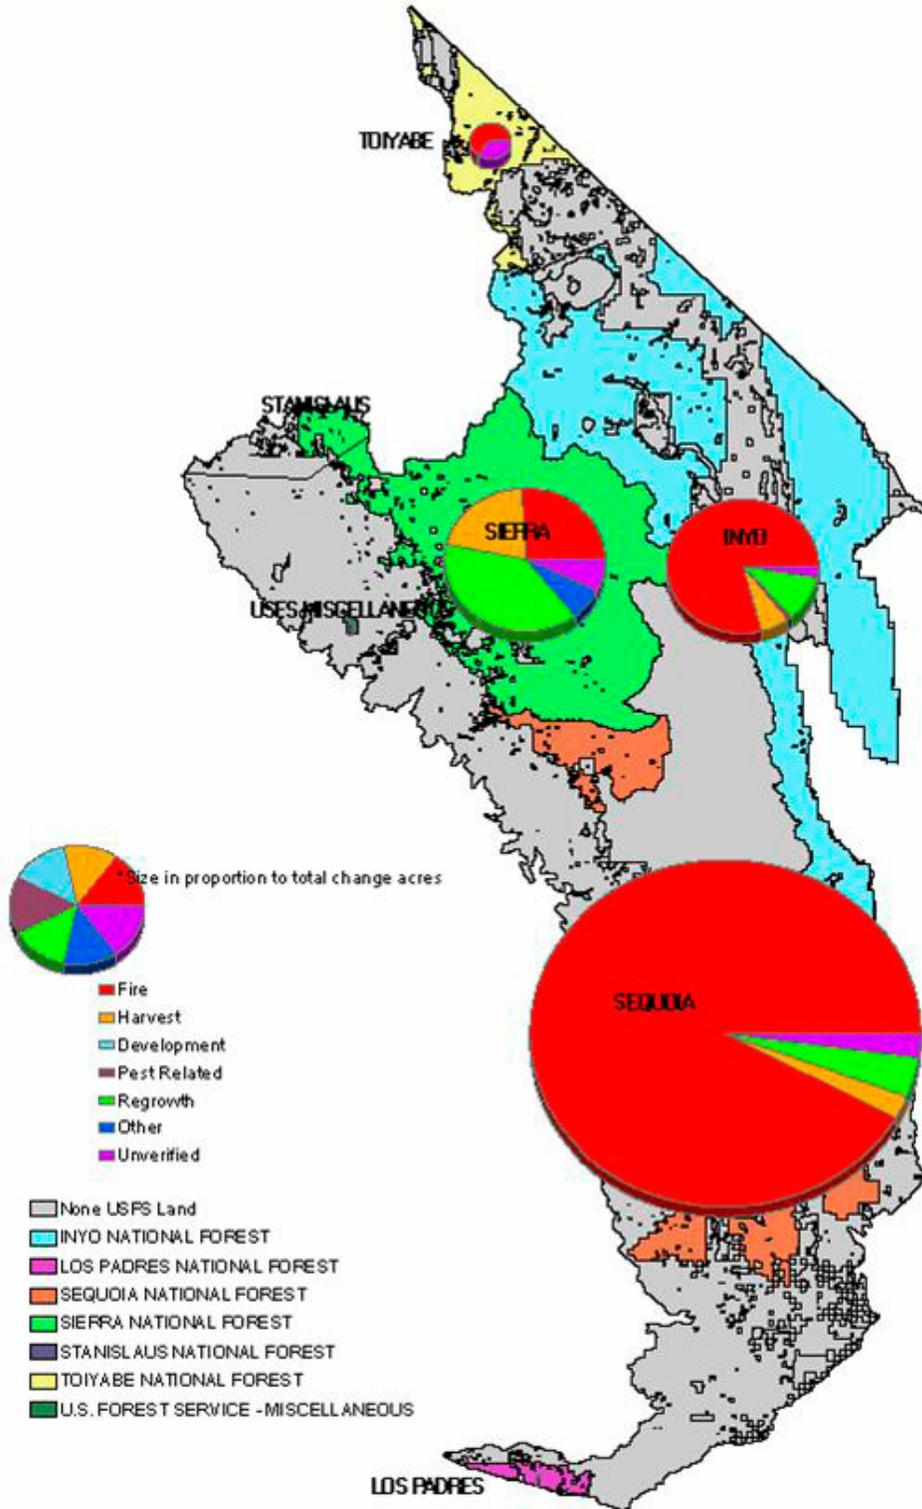 TOIYABE
STANISLAUS
SIERRA
INYO
USFS MISCELLANEOUS
* Size in proportion to total change acres
Fire
Harvest
Development
Pest Related
Regrowth
Other
Unverified
SEQUOIA
None USFS Land
INYO NATIONAL FOREST
LOS PADRES NATIONAL FOREST
SEQUOIA NATIONAL FOREST
SIERRA NATIONAL FOREST
STANISLAUS NATIONAL FOREST
TOIYABE NATIONAL FOREST
U.S. FOREST SERVICE - MISCELLANEOUS
LOS PADRES